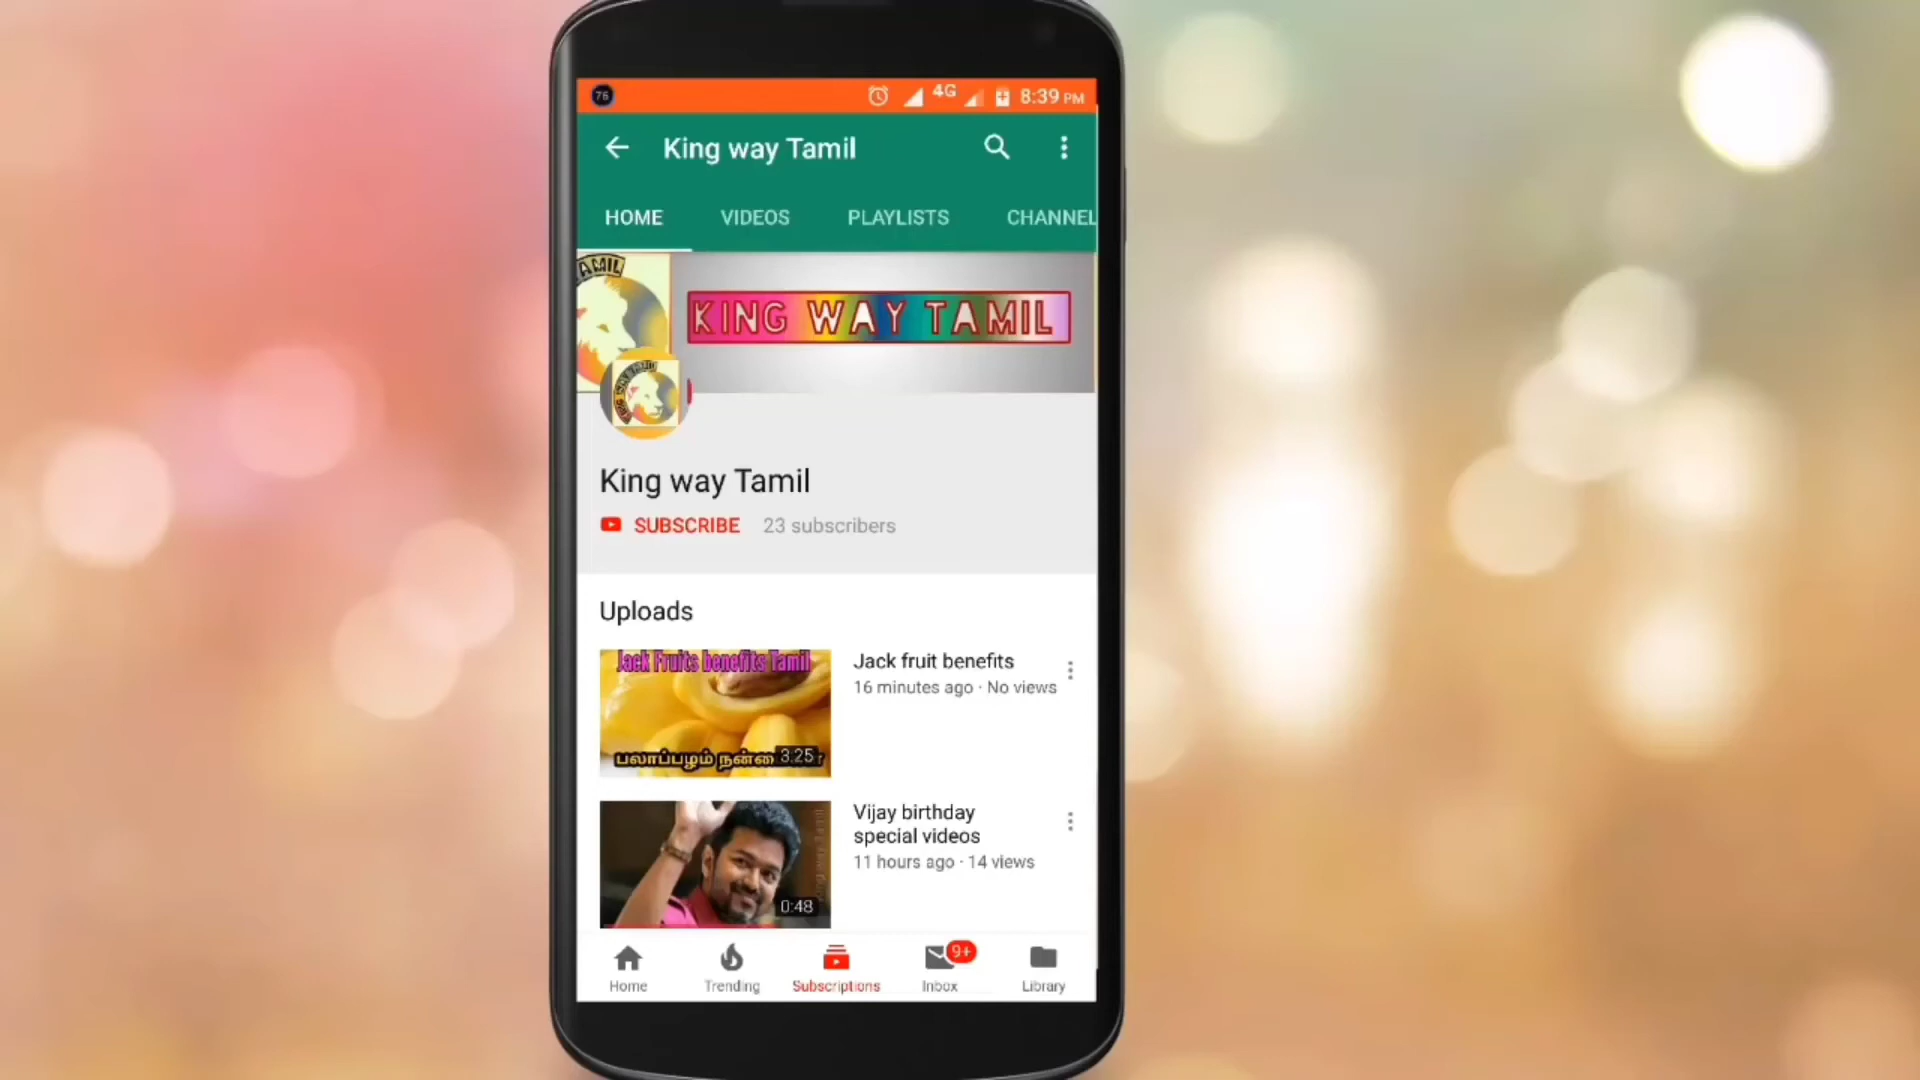 76
4G
8:39 PM
King way Tamil
HOME VIDEOS PLAYLISTS CHANNEL
TAMIL
KING WAY TAMIL
King way Tamil
SUBSCRIBE 23 subscribers
Uploads
Jack Fruits benefits Tamil
3:25
Jack fruit benefits
16 minutes ago · No views
பலாப்பழம்
Vijay birthday
special videos
11 hours ago · 14 views
0:48
9+
Home Trending Subscriptions Inbox Library